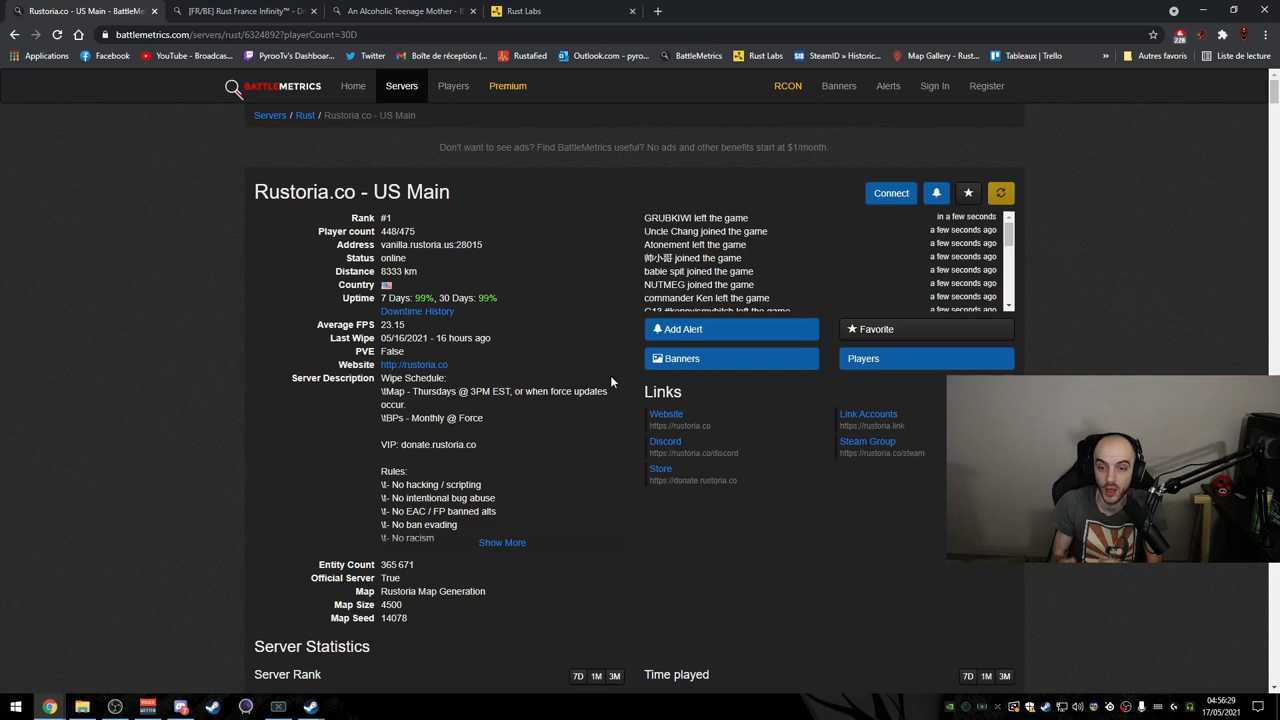 Rustoria.co - US Main - BattleMe
[FR/BE] Rust France Infinity™ - D
An Alcoholic Teenage Mother - B
Rust Labs
battlemetrics.com/servers/rust/6324892?playerCount=30D
228
Applications
Facebook
YouTube - Broadcas...
PyrooTv's Dashboar...
Twitter
Boîte de réception (...
Rustafied
Outlook.com - pyro...
BattleMetrics
Rust Labs
SteamID » Historic...
Map Gallery - Rust...
Tableaux | Trello
Autres favoris
Liste de lecture
BATTLEMETRICS
Home
Servers
Players
Premium
RCON
Banners
Alerts
Sign In
Register
Servers / Rust / Rustoria.co - US Main
Don't want to see ads? Find BattleMetrics useful? No ads and other benefits start at $1/month.
Rustoria.co - US Main
Connect
Rank #1
Player count 448/475
Address vanilla.rustoria.us:28015
Status online
Distance 8333 km
Country
Uptime 7 Days: 99%, 30 Days: 99%
Downtime History
Average FPS 23.15
Last Wipe 05/16/2021 - 16 hours ago
PVE False
Website http://rustoria.co
Server Description Wipe Schedule:
\tMap - Thursdays @ 3PM EST, or when force updates
occur.
\tBPs - Monthly @ Force
VIP: donate.rustoria.co
Rules:
\t- No hacking / scripting
\t- No intentional bug abuse
\t- No EAC / FP banned alts
\t- No ban evading
\t- No racism
Show More
Entity Count 365 671
Official Server True
Map Rustoria Map Generation
Map Size 4500
Map Seed 14078
GRUBKIWI left the game in a few seconds
Uncle Chang joined the game a few seconds ago
Atonement left the game a few seconds ago
帅小哥 joined the game a few seconds ago
babie spit joined the game a few seconds ago
NUTMEG joined the game a few seconds ago
commander Ken left the game a few seconds ago
G13 #kennyismybitch left the game a few seconds ago
Add Alert
Favorite
Banners
Players
Links
Website
https://rustoria.co
Link Accounts
https://rustoria.link
Discord
https://rustoria.co/discord
Steam Group
https://rustoria.co/steam
Store
https://donate.rustoria.co
Server Statistics
Server Rank
7D 1M 3M
Time played
7D 1M 3M
04:56:29
17/05/2021